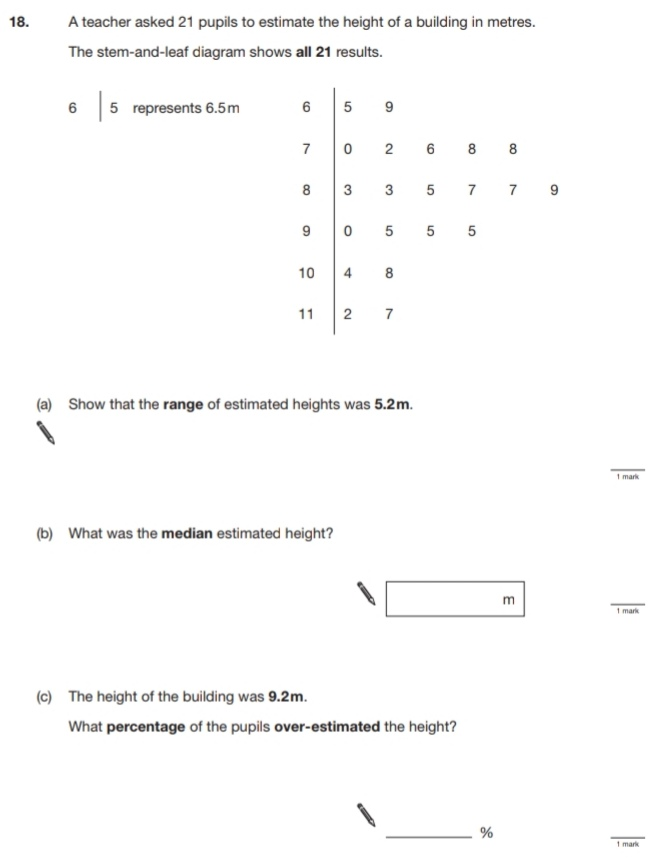 18. A teacher asked 21 pupils to estimate the height of a building in metres.
The stem-and-leaf diagram shows all 21 results.
6 | 5 represents 6.5 m
6 | 5 9
7 | 0 2 6 8 8
8 | 3 3 5 7 7 9
9 | 0 5 5 5
10 | 4 8
11 | 2 7
(a) Show that the range of estimated heights was 5.2 m.
1 mark
(b) What was the median estimated height?
m
1 mark
(c) The height of the building was 9.2 m.
What percentage of the pupils over-estimated the height?
%
1 mark